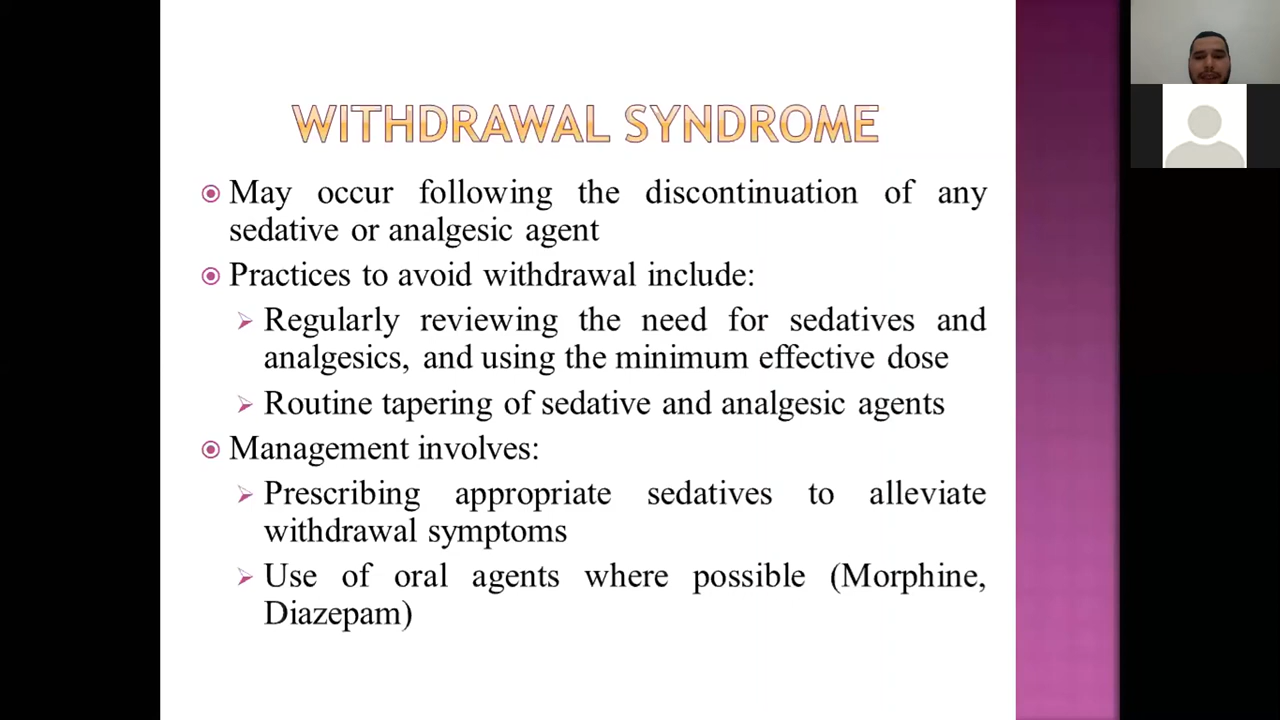 WITHDRAWAL SYNDROME
May occur following the discontinuation of any
sedative or analgesic agent
Practices to avoid withdrawal include:
Regularly reviewing the need for sedatives and
analgesics, and using the minimum effective dose
Routine tapering of sedative and analgesic agents
Management involves:
Prescribing appropriate sedatives to alleviate
withdrawal symptoms
Use of oral agents where possible (Morphine,
Diazepam)